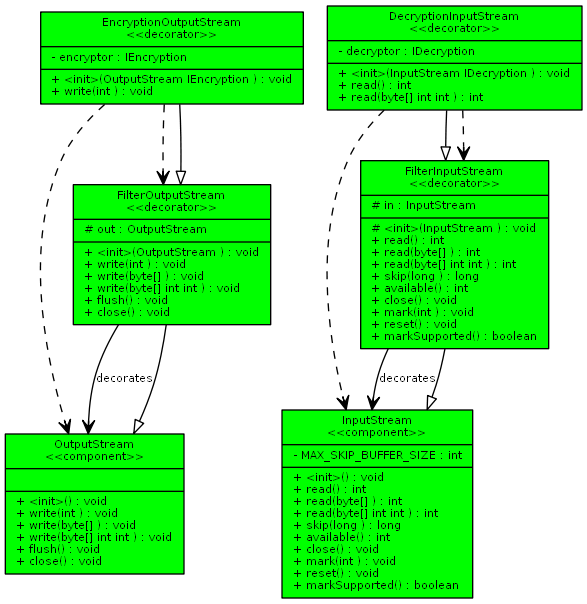 EncryptionOutputStream
<<decorator>>
- encryptor : IEncryption
+ <init>(OutputStream IEncryption ) : void
+ write(int ) : void
DecryptionInputStream
<<decorator>>
- decryptor : IDecryption
+ <init>(InputStream IDecryption ) : void
+ read() : int
+ read(byte[] int int ) : int
FilterOutputStream
<<decorator>>
# out : OutputStream
+ <init>(OutputStream ) : void
+ write(int ) : void
+ write(byte[] ) : void
+ write(byte[] int int ) : void
+ flush() : void
+ close() : void
FilterInputStream
<<decorator>>
# in : InputStream
# <init>(InputStream ) : void
+ read() : int
+ read(byte[] ) : int
+ read(byte[] int int ) : int
+ skip(long ) : long
+ available() : int
+ close() : void
+ mark(int ) : void
+ reset() : void
+ markSupported() : boolean
decorates
decorates
OutputStream
<<component>>
+ <init>() : void
+ write(int ) : void
+ write(byte[] ) : void
+ write(byte[] int int ) : void
+ flush() : void
+ close() : void
InputStream
<<component>>
- MAX_SKIP_BUFFER_SIZE : int
+ <init>() : void
+ read() : int
+ read(byte[] ) : int
+ read(byte[] int int ) : int
+ skip(long ) : long
+ available() : int
+ close() : void
+ mark(int ) : void
+ reset() : void
+ markSupported() : boolean